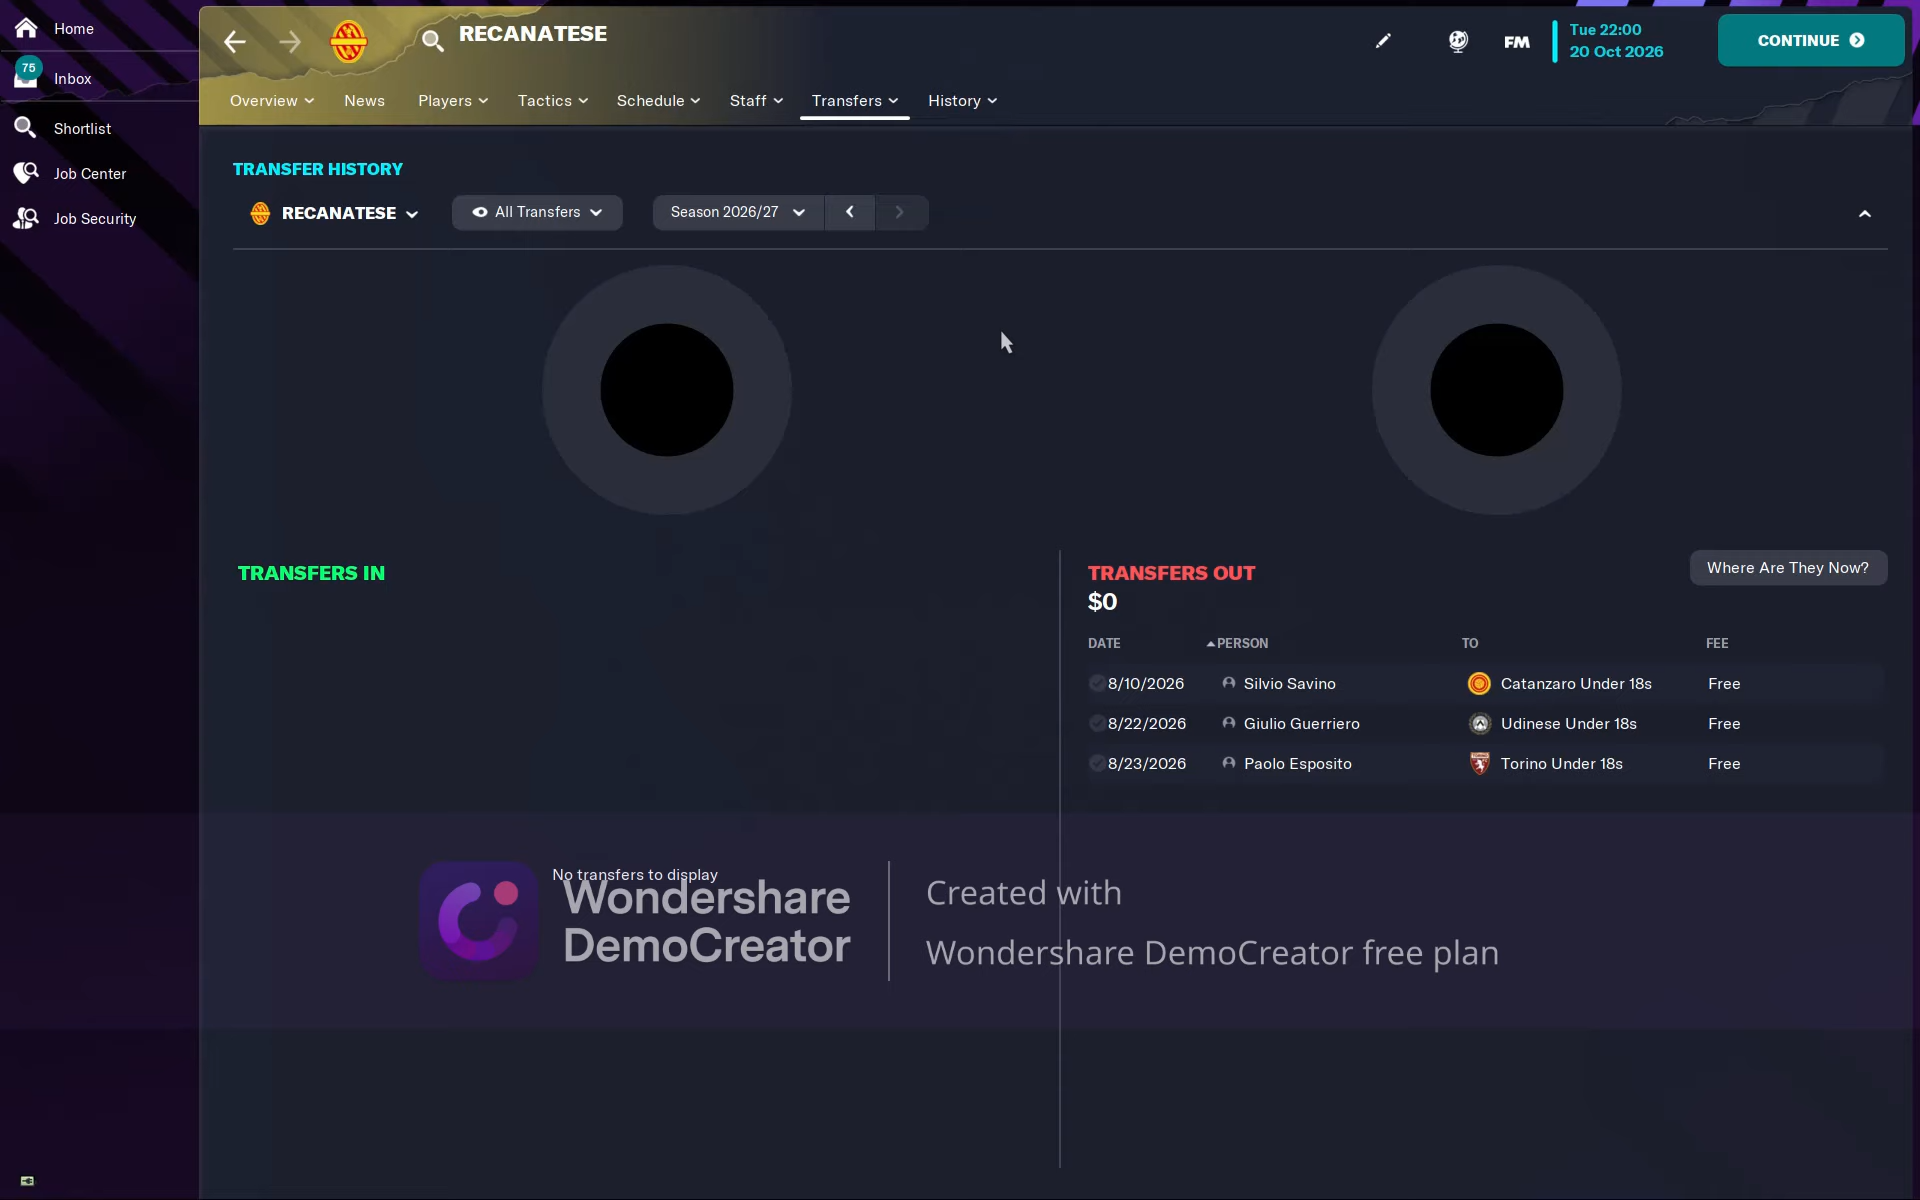 Home
75
Inbox
Shortlist
Job Center
Job Security
RECANATESE
FM
Tue 22:00
20 Oct 2026
CONTINUE
Overview
News
Players
Tactics
Schedule
Staff
Transfers
History
TRANSFER HISTORY
RECANATESE
All Transfers
Season 2026/27
TRANSFERS IN
No transfers to display
TRANSFERS OUT
$0
Where Are They Now?
DATE PERSON TO FEE
8/10/2026 Silvio Savino Catanzaro Under 18s Free
8/22/2026 Giulio Guerriero Udinese Under 18s Free
8/23/2026 Paolo Esposito Torino Under 18s Free
Wondershare
DemoCreator
Created with
Wondershare DemoCreator free plan